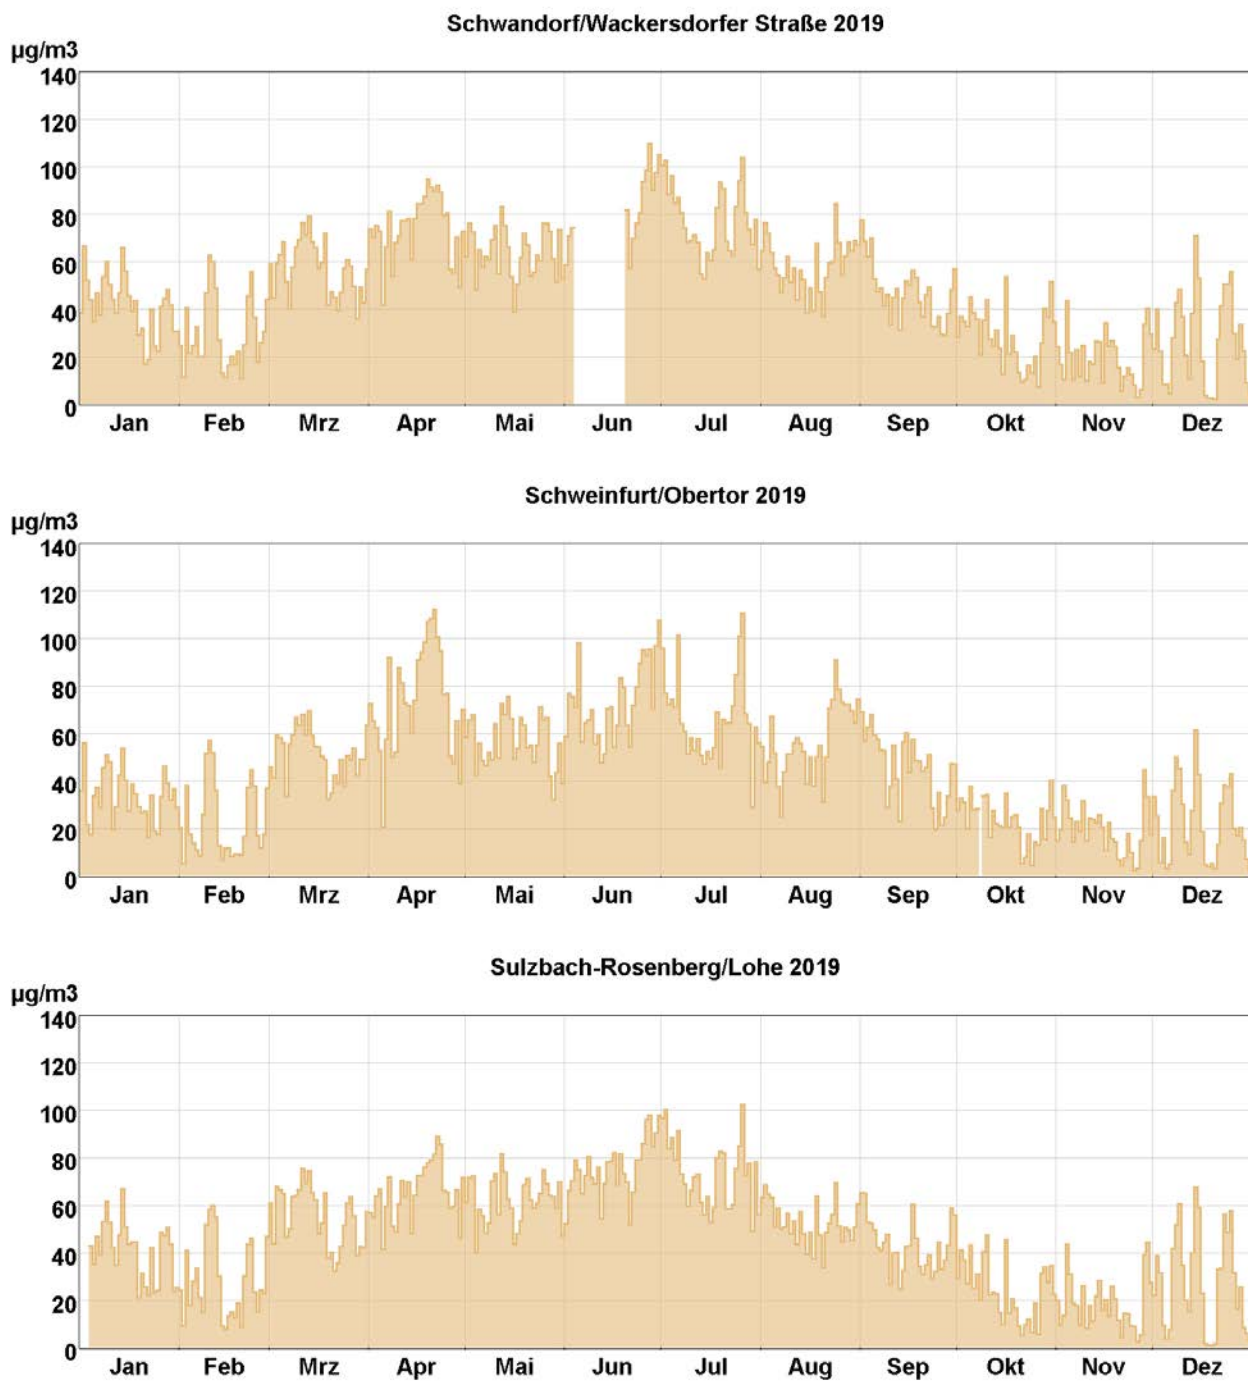 Schwandorf/Wackersdorfer Straße 2019
µg/m3
140
120
100
80
60
40
20
0
Jan Feb Mrz Apr Mai Jun Jul Aug Sep Okt Nov Dez
Schweinfurt/Obertor 2019
µg/m3
140
120
100
80
60
40
20
0
Jan Feb Mrz Apr Mai Jun Jul Aug Sep Okt Nov Dez
Sulzbach-Rosenberg/Lohe 2019
µg/m3
140
120
100
80
60
40
20
0
Jan Feb Mrz Apr Mai Jun Jul Aug Sep Okt Nov Dez